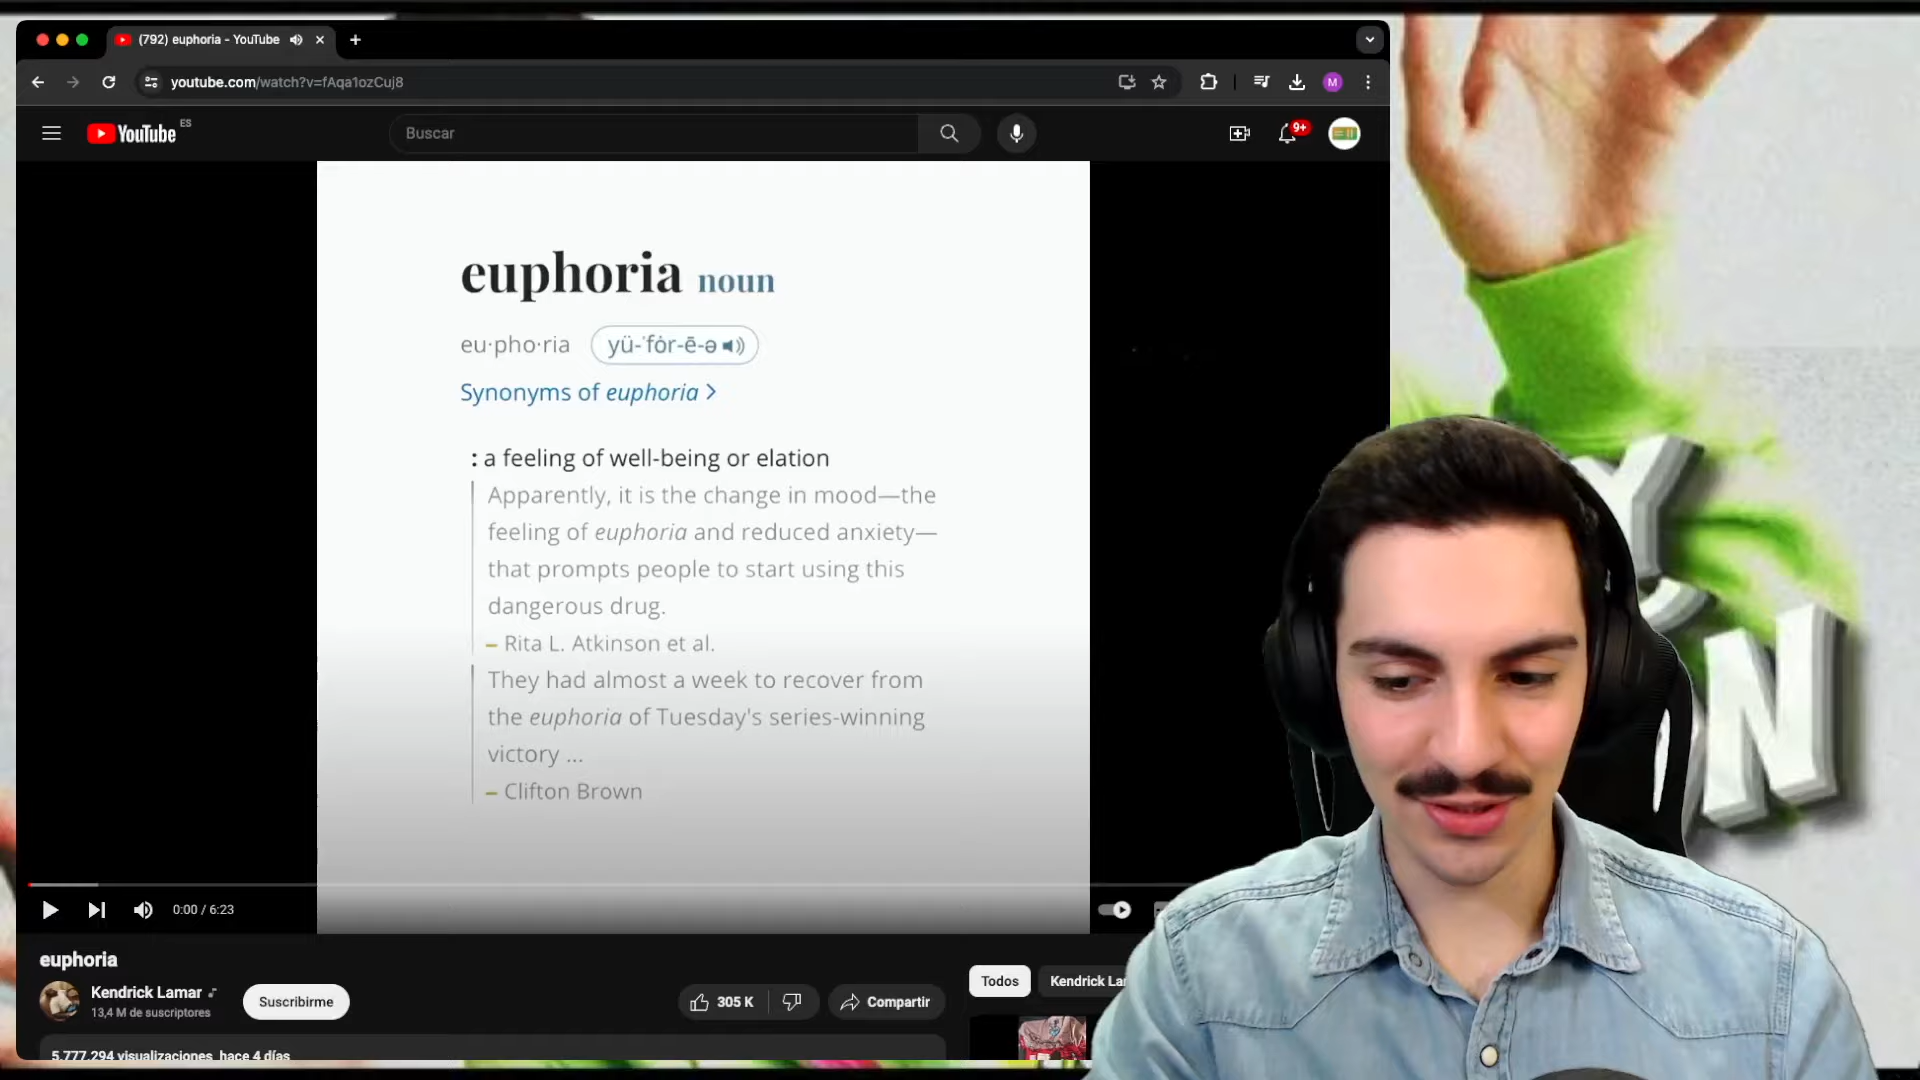 (792) euphoria - YouTube
youtube.com/watch?v=fAqa1ozCuj8
M
YouTube ES
Buscar
9+
euphoria noun
eu·pho·ria yü-ˈfȯr-ē-ə
Synonyms of euphoria >
: a feeling of well-being or elation
Apparently, it is the change in mood—the
feeling of euphoria and reduced anxiety—
that prompts people to start using this
dangerous drug.
– Rita L. Atkinson et al.
They had almost a week to recover from
the euphoria of Tuesday's series-winning
victory ...
– Clifton Brown
0:00 / 6:23
euphoria
Kendrick Lamar
13,4 M de suscriptores
Suscribirme
305 K
Compartir
Todos
Kendrick La
5.777.294 visualizaciones hace 4 días